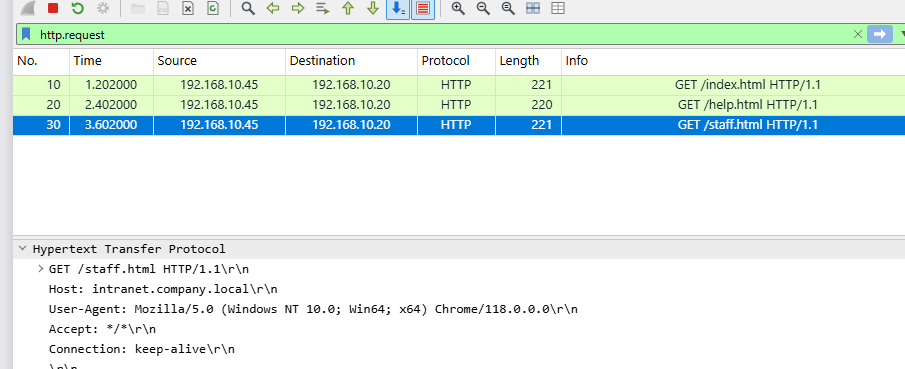 http.request
No. Time Source Destination Protocol Length Info
10 1.202000 192.168.10.45 192.168.10.20 HTTP 221 GET /index.html HTTP/1.1
20 2.402000 192.168.10.45 192.168.10.20 HTTP 220 GET /help.html HTTP/1.1
30 3.602000 192.168.10.45 192.168.10.20 HTTP 221 GET /staff.html HTTP/1.1
Hypertext Transfer Protocol
GET /staff.html HTTP/1.1\r\n
Host: intranet.company.local\r\n
User-Agent: Mozilla/5.0 (Windows NT 10.0; Win64; x64) Chrome/118.0.0.0\r\n
Accept: */*\r\n
Connection: keep-alive\r\n
\r\n